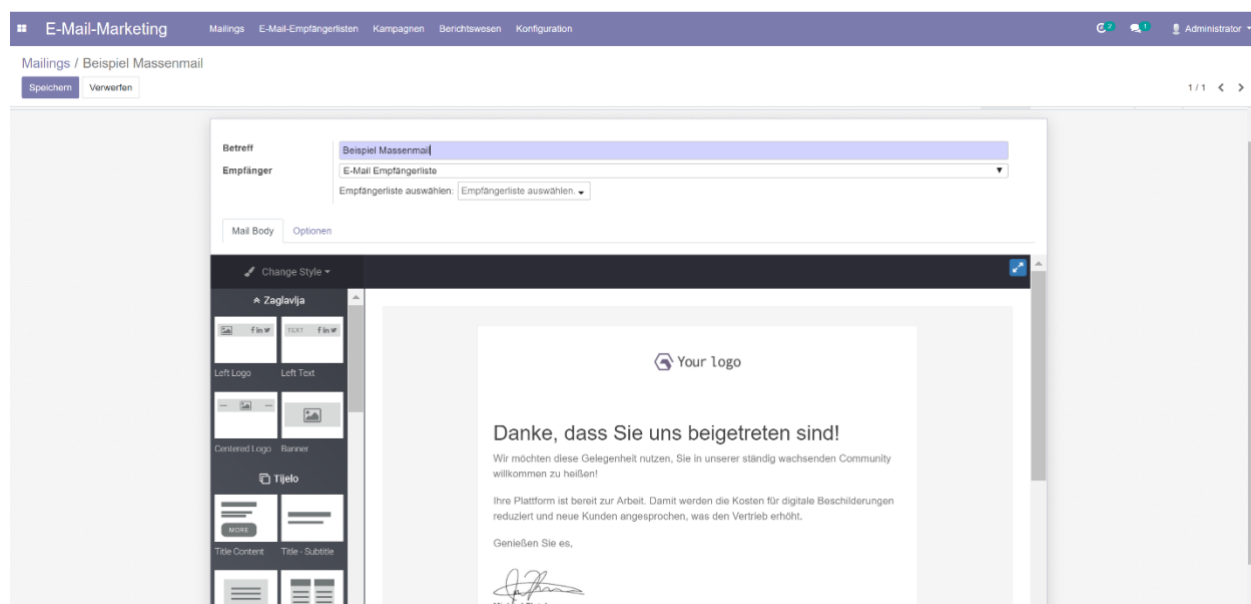 E-Mail-Marketing Mailings E-Mail-Empfängerlisten Kampagnen Berichtswesen Konfiguration 2 1 Administrator
Mailings / Beispiel Massenmail
Speichern Verwerfen 1 / 1
Betreff Beispiel Massenmail
Empfänger E-Mail Empfängerliste
Empfängerliste auswählen: Empfängerliste auswählen.
Mail Body Optionen
Change Style
Zaglavlja
TEXT
Left Logo Left Text
Centered Logo Banner
Tijelo
MORE
Title Content Title - Subtitle
Your logo
Danke, dass Sie uns beigetreten sind!
Wir möchten diese Gelegenheit nutzen, Sie in unserer ständig wachsenden Community
willkommen zu heißen!
Ihre Plattform ist bereit zur Arbeit. Damit werden die Kosten für digitale Beschilderungen
reduziert und neue Kunden angesprochen, was den Vertrieb erhöht.
Genießen Sie es,